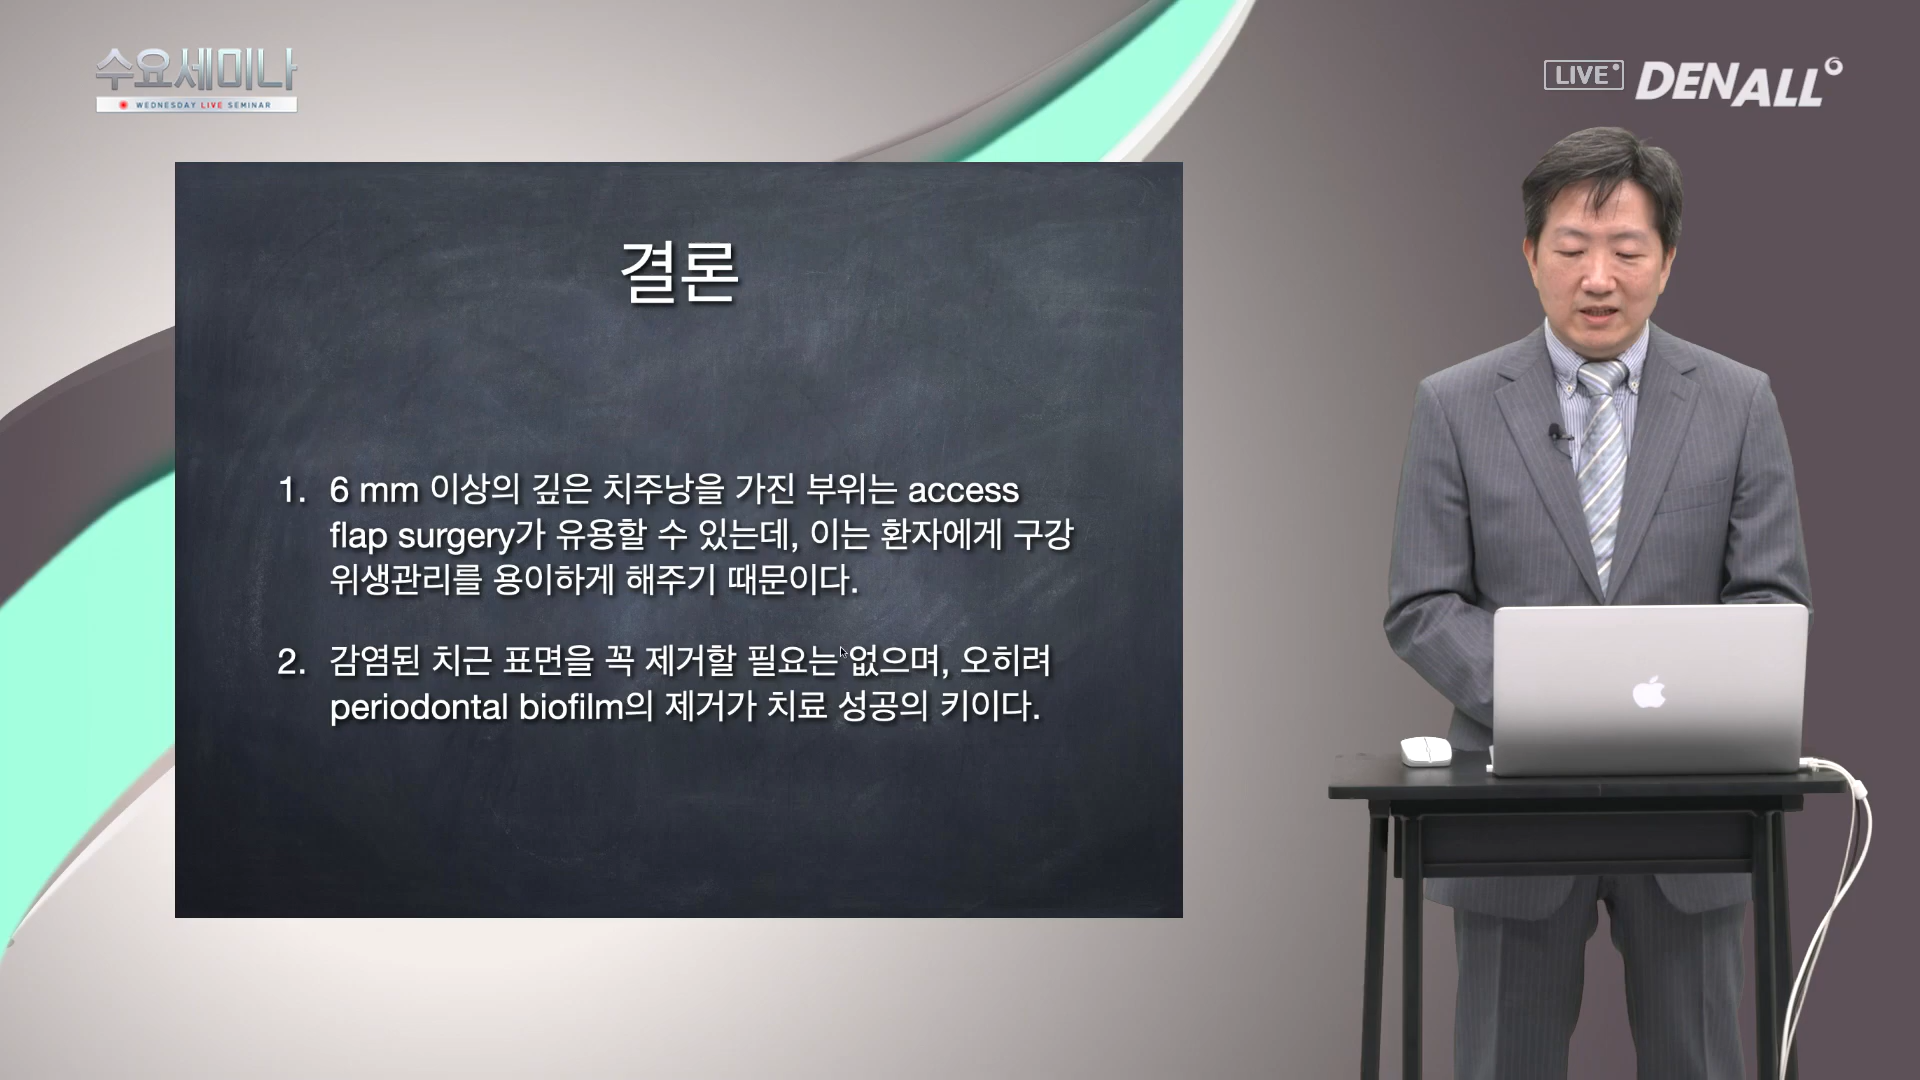 수요세미나
WEDNESDAY LIVE SEMINAR
LIVE
DENALL
결론
1. 6 mm 이상의 깊은 치주낭을 가진 부위는 access
flap surgery가 유용할 수 있는데, 이는 환자에게 구강
위생관리를 용이하게 해주기 때문이다.
2. 감염된 치근 표면을 꼭 제거할 필요는 없으며, 오히려
periodontal biofilm의 제거가 치료 성공의 키이다.